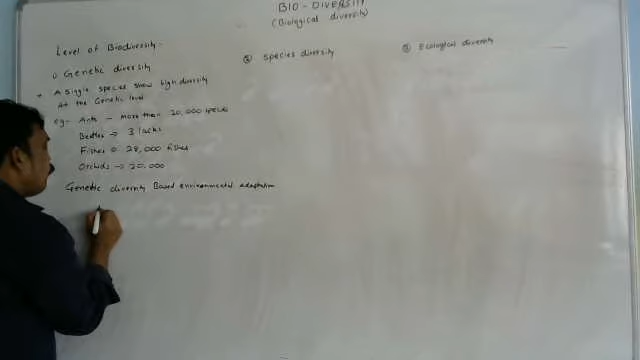 BIO - DIVERSITY
(Biological diversity)
Level of Biodiversity:
① Genetic diversity
② Species diversity
③ Ecological diversity
* A single species show high diversity
At the Genetic level
eg- Ants - more than 20,000 species
Beetles → 3 lacks
Fishes 28,000 fishes
Orchids → 20,000
Genetic diversity Based environmental adaptation